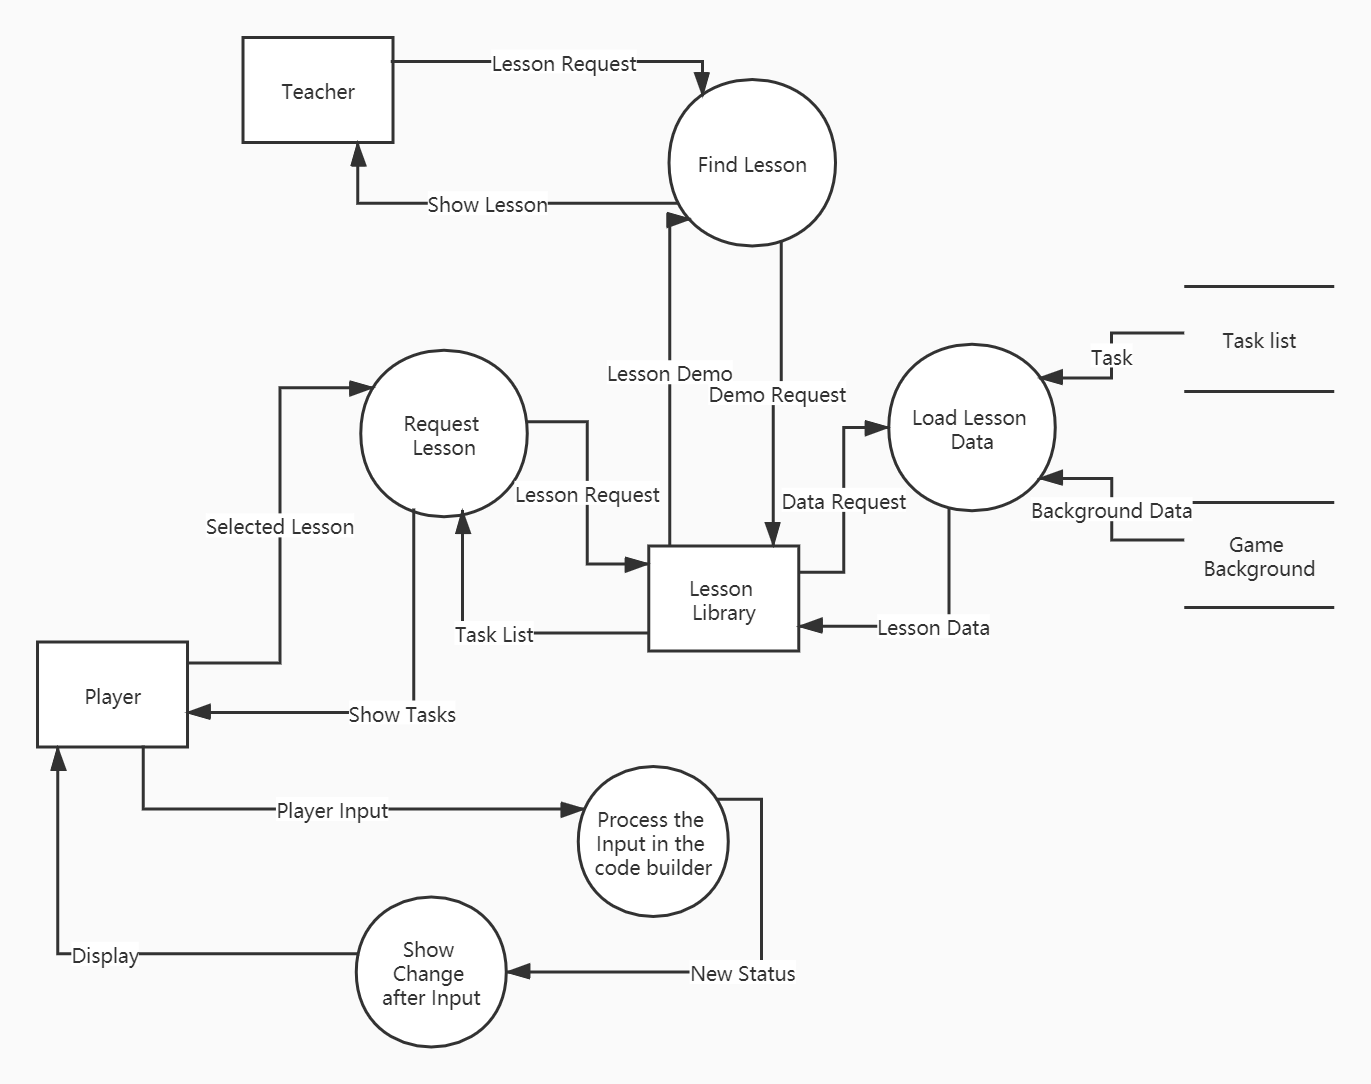 Lesson Request
Teacher
Find Lesson
Show Lesson
Task list
Task
Lesson Demo
Demo Request
Load Lesson
Data
Request
Lesson
Lesson Request
Data Request
Background Data
Selected Lesson
Game
Background
Lesson
Library
Task List
Lesson Data
Player
Show Tasks
Player Input
Process the
Input in the
code builder
Show
Change
after Input
Display
New Status